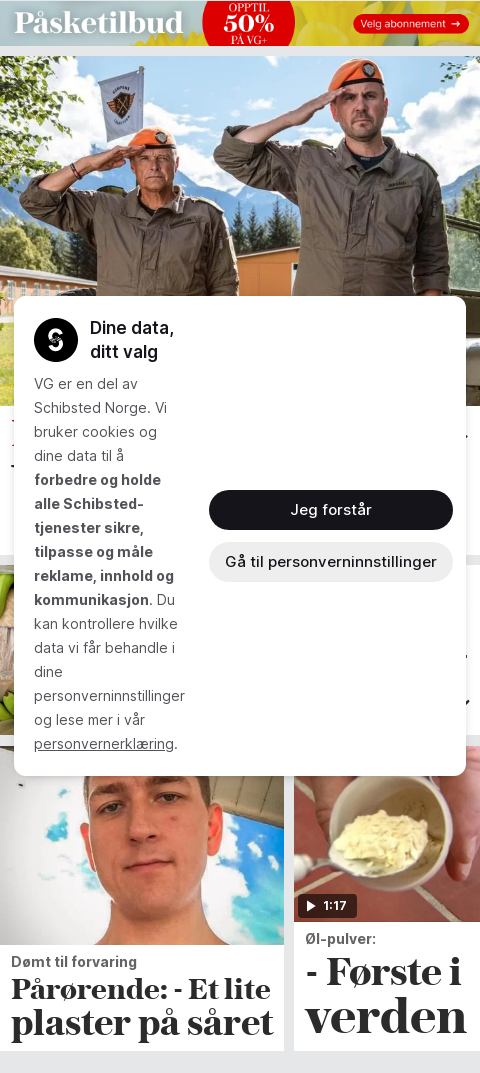 Påsketilbud
OPPTIL
50%
PÅ VG+
Velg abonnement →
Dine data,
ditt valg
VG er en del av
Schibsted Norge. Vi
bruker cookies og
dine data til å
forbedre og holde
alle Schibsted-
tjenester sikre,
tilpasse og måle
reklame, innhold og
kommunikasjon. Du
kan kontrollere hvilke
data vi får behandle i
dine
personverninnstillinger
og lese mer i vår
personvernerklæring.
Jeg forstår
Gå til personverninnstillinger
1:17
Dømt til forvaring
Pårørende: - Et lite
plaster på såret
Øl-pulver:
- Første i
verden